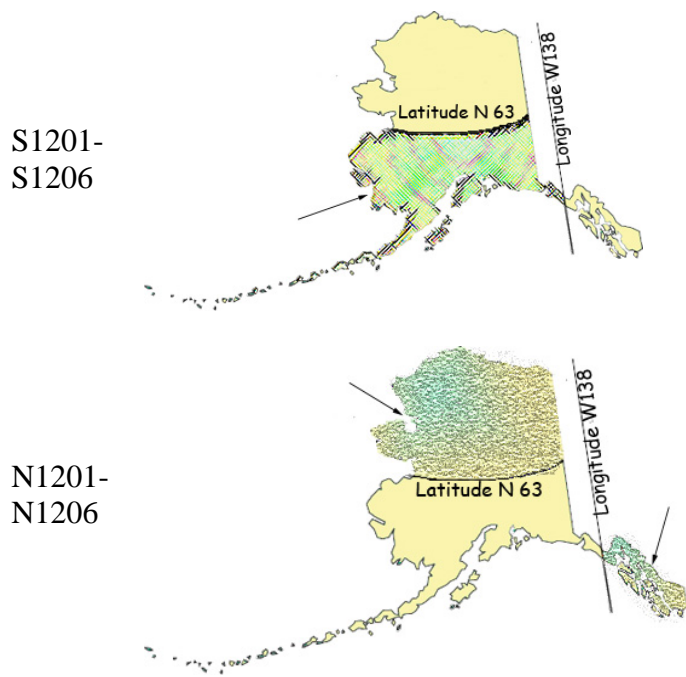 Latitude N 63
Longitude W138
S1201-
S1206
Latitude N 63
Longitude W138
N1201-
N1206